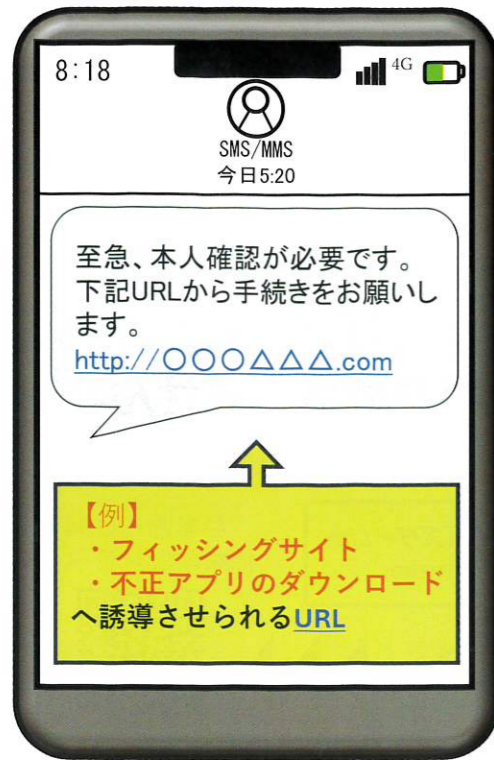 8:18
4G
SMS/MMS
今日5:20
至急、本人確認が必要です。
下記URLから手続きをお願いし
ます。
http://〇〇〇△△△.com
【例】
・フィッシングサイト
・不正アプリのダウンロード
へ誘導させられるURL